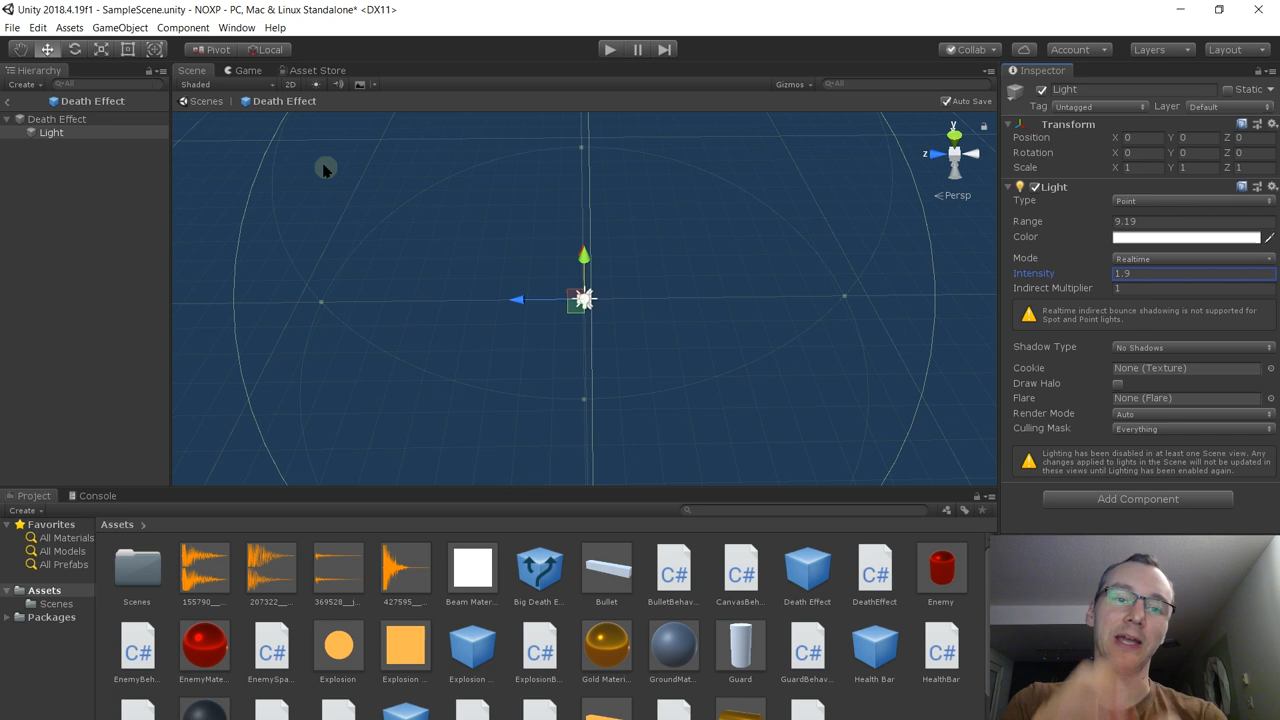 Unity 2018.4.19f1 - SampleScene.unity - NOXP - PC, Mac & Linux Standalone* <DX11>
File Edit Assets GameObject Component Window Help
Pivot Local Collab Account Layers Layout
Hierarchy Scene Game Asset Store Inspector
Create All Shaded 2D Gizmos All Light Static
Death Effect Scenes Death Effect Auto Save Tag Untagged Layer Default
Death Effect
Light
Transform
Position X 0 Y 0 Z 0
Rotation X 0 Y 0 Z 0
Scale X 1 Y 1 Z 1
y
z
Persp
Light
Type Point
Range 9.19
Color
Mode Realtime
Intensity 1.9
Indirect Multiplier 1
Realtime indirect bounce shadowing is not supported for
Spot and Point lights.
Shadow Type No Shadows
Cookie None (Texture)
Draw Halo
Flare None (Flare)
Render Mode Auto
Culling Mask Everything
Lighting has been disabled in at least one Scene view. Any
changes applied to lights in the Scene will not be updated in
these views until Lighting has been enabled again.
Add Component
Project Console
Create
Favorites
All Materials
All Models
All Prefabs
Assets
Scenes
Packages
Assets
C# C# C#
Scenes 155790__... 207322__... 369528__j... 427595__... Beam Mater... Big Death E... Bullet BulletBehav... CanvasBeh... Death Effect DeathEffect Enemy
C# C# C# C# C#
EnemyBeh... EnemyMate... EnemySpa... Explosion Explosion ... Explosion ... ExplosionB... Gold Materi... GroundMat... Guard GuardBehav... Health Bar HealthBar